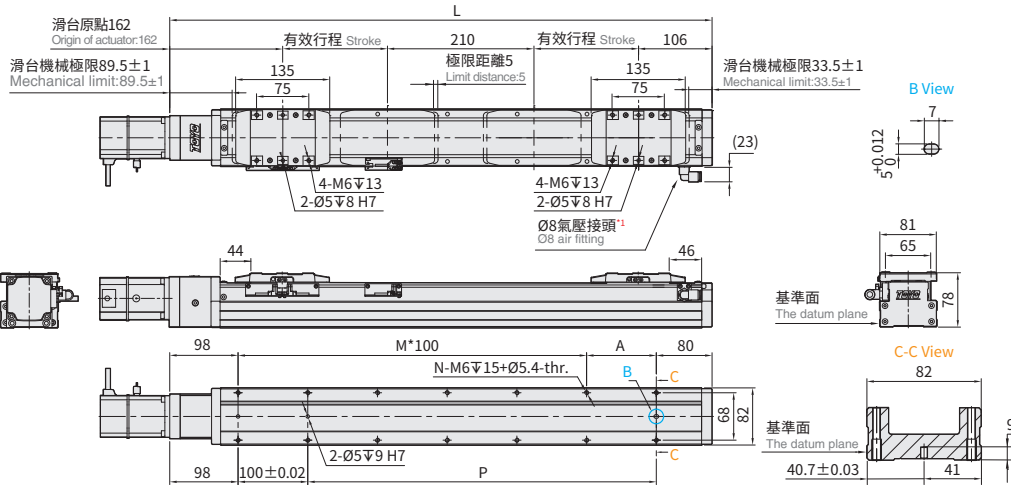 L
滑台原點162
Origin of actuator:162
有效行程 Stroke
210
有效行程 Stroke
106
滑台機械極限89.5±1
Mechanical limit:89.5±1
135
75
極限距離5
Limit distance:5
135
75
滑台機械極限33.5±1
Mechanical limit:33.5±1
B View
7
5 +0.012 0
(23)
TOYO
4-M6↧13
2-Ø5↧8 H7
4-M6↧13
2-Ø5↧8 H7
Ø8氣壓接頭*1
Ø8 air fitting
81
65
44
46
基準面
The datum plane
TOYO
78
C-C View
98
M*100
A
80
N-M6↧15+Ø5.4-thr.
B
C
82
68
82
基準面
The datum plane
2-Ø5↧9 H7
C
98
100±0.02
P
40.7±0.03
41